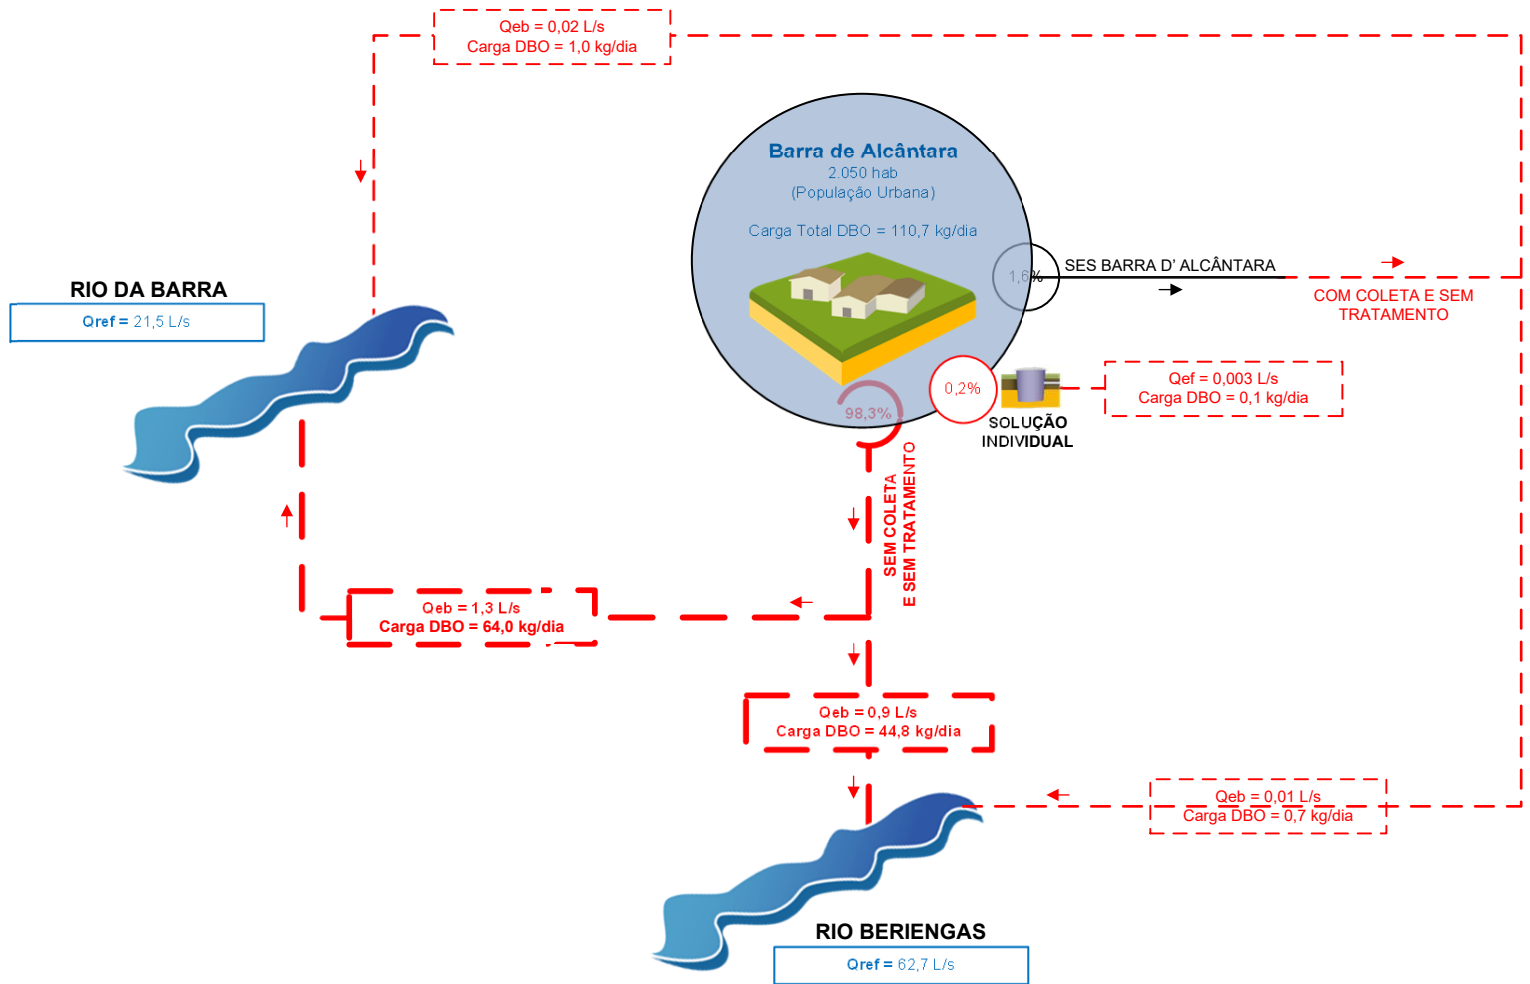 Qeb = 0,02 L/s
Carga DBO = 1,0 kg/dia
Barra de Alcântara
2.050 hab
(População Urbana)
Carga Total DBO = 110,7 kg/dia
1,6%
SES BARRA D’ ALCÂNTARA
COM COLETA E SEM
TRATAMENTO
RIO DA BARRA
Qref = 21,5 L/s
0,2%
SOLUÇÃO
INDIVIDUAL
Qef = 0,003 L/s
Carga DBO = 0,1 kg/dia
98,3%
SEM COLETA
E SEM TRATAMENTO
Qeb = 1,3 L/s
Carga DBO = 64,0 kg/dia
Qeb = 0,9 L/s
Carga DBO = 44,8 kg/dia
Qeb = 0,01 L/s
Carga DBO = 0,7 kg/dia
RIO BERIENGAS
Qref = 62,7 L/s